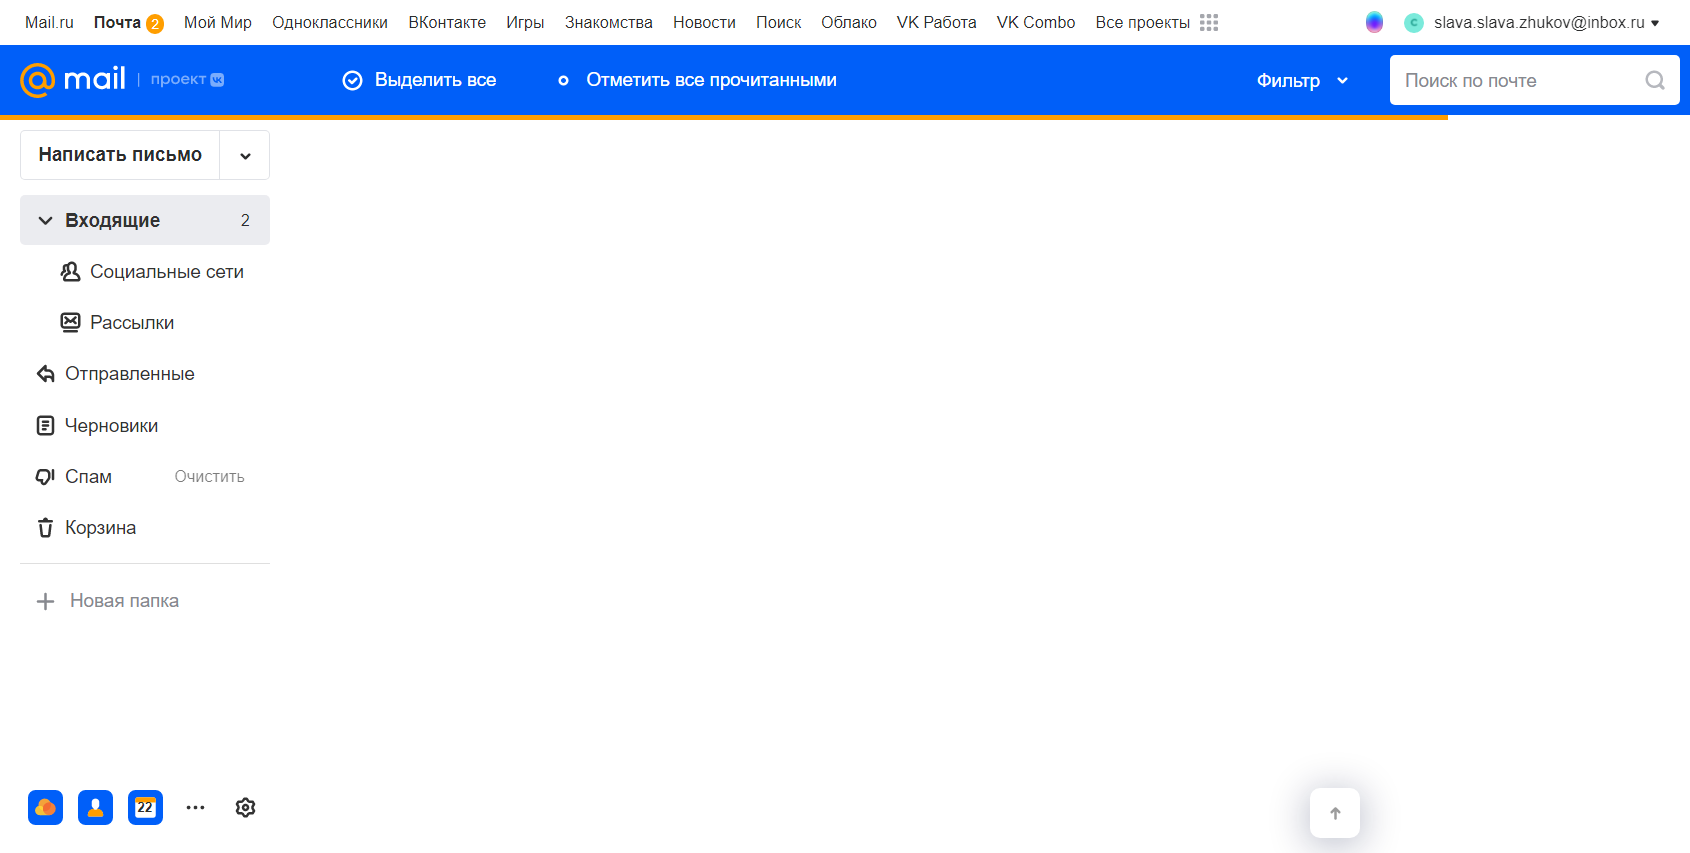 Mail.ru Почта 2 Мой Мир Одноклассники ВКонтакте Игры Знакомства Новости Поиск Облако VK Работа VK Combo Все проекты C slava.slava.zhukov@inbox.ru
@mail | проект VK Выделить все Отметить все прочитанными Фильтр Поиск по почте
Написать письмо
Входящие 2
Социальные сети
Рассылки
Отправленные
Черновики
Спам Очистить
Корзина
Новая папка
22